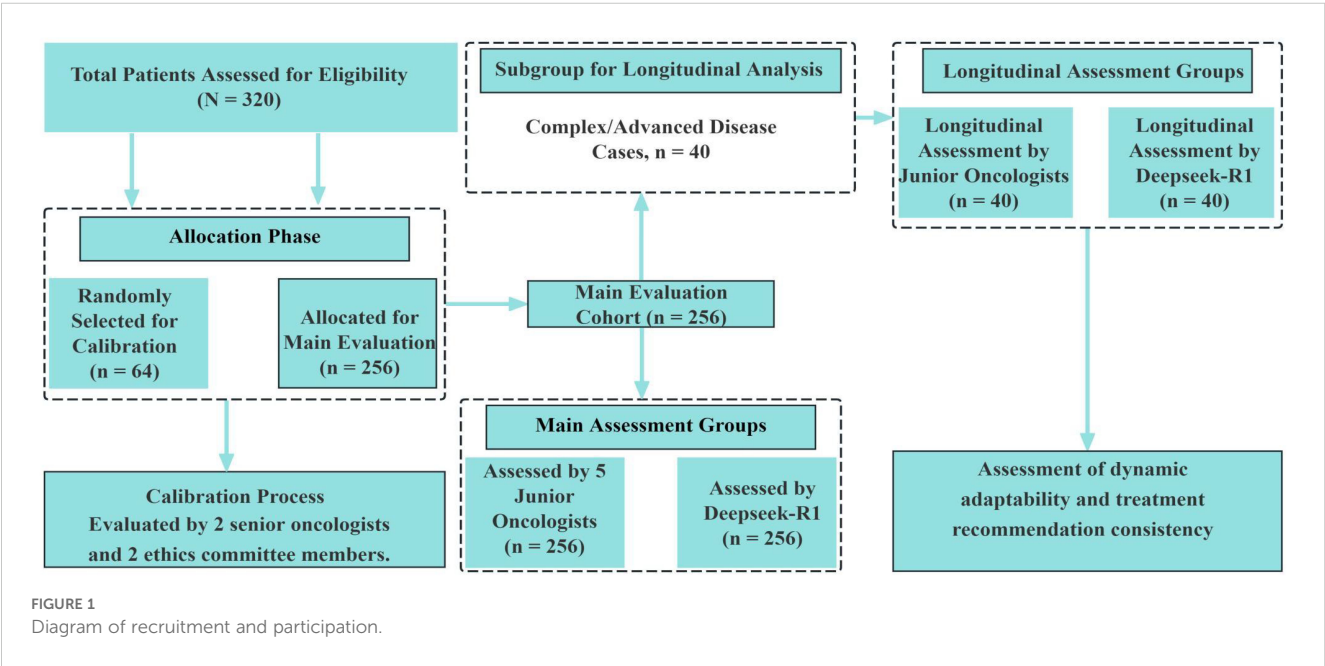 Total Patients Assessed for Eligibility
(N = 320)
Allocation Phase
Randomly
Selected for
Calibration
(n = 64)
Allocated for
Main Evaluation
(n = 256)
Calibration Process
Evaluated by 2 senior oncologists
and 2 ethics committee members.
Subgroup for Longitudinal Analysis
Complex/Advanced Disease
Cases, n = 40
Main Evaluation
Cohort (n = 256)
Main Assessment Groups
Assessed by 5
Junior
Oncologists
(n = 256)
Assessed by
Deepseek-R1
(n = 256)
Longitudinal Assessment Groups
Longitudinal
Assessment by
Junior Oncologists
(n = 40)
Longitudinal
Assessment by
Deepseek-R1
(n = 40)
Assessment of dynamic
adaptability and treatment
recommendation consistency
FIGURE 1
Diagram of recruitment and participation.